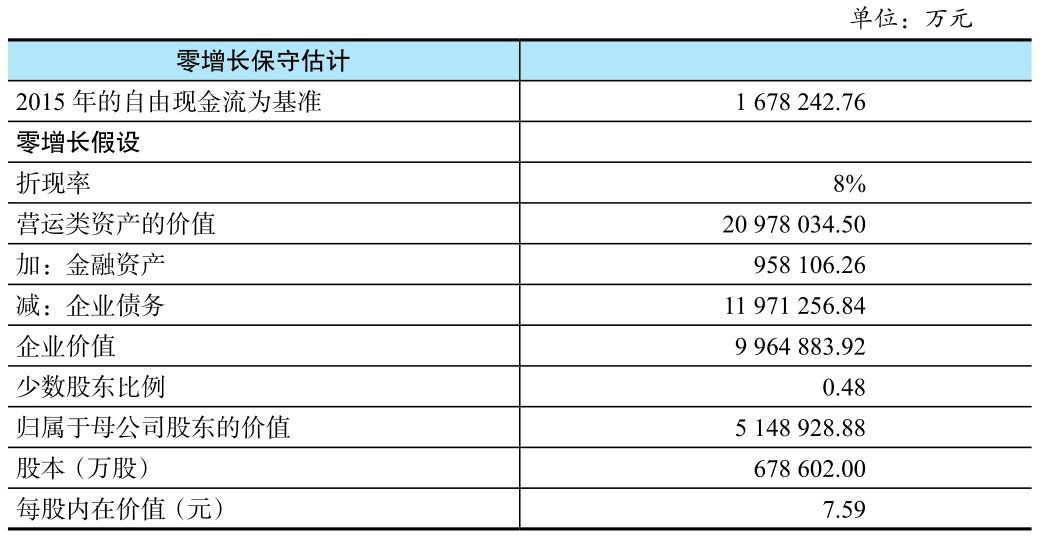 单位：万元
零增长保守估计
2015 年的自由现金流为基准 1 678 242.76
零增长假设
折现率 8%
营运类资产的价值 20 978 034.50
加：金融资产 958 106.26
减：企业债务 11 971 256.84
企业价值 9 964 883.92
少数股东比例 0.48
归属于母公司股东的价值 5 148 928.88
股本（万股） 678 602.00
每股内在价值（元） 7.59